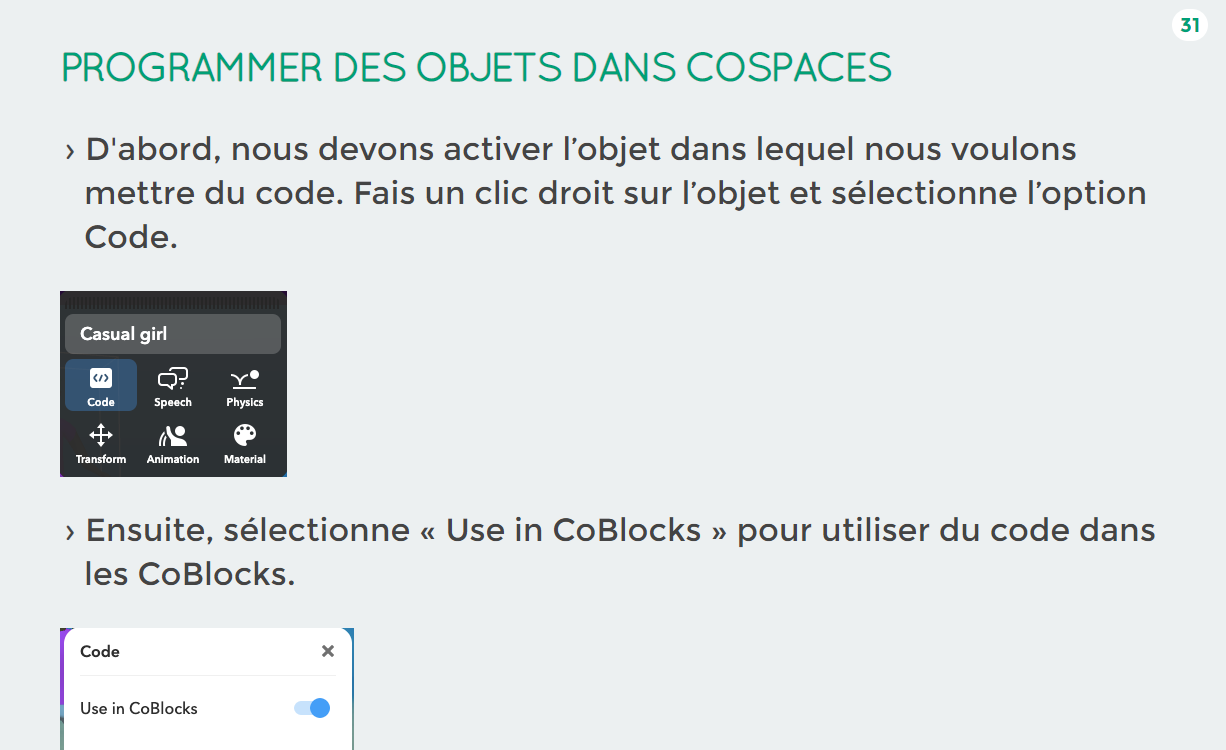 31
PROGRAMMER DES OBJETS DANS COSPACES
› D'abord, nous devons activer l’objet dans lequel nous voulons
mettre du code. Fais un clic droit sur l’objet et sélectionne l’option
Code.
Casual girl
Code Speech Physics
Transform Animation Material
› Ensuite, sélectionne « Use in CoBlocks » pour utiliser du code dans
les CoBlocks.
Code
Use in CoBlocks